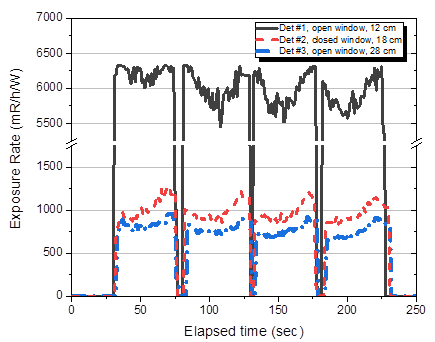 7000
Det #1, open window, 12 cm
Det #2, closed window, 18 cm
Det #3, open window, 28 cm
6500
6000
5500
1500
1000
500
0
Exposure Rate (mR/h/W)
0 50 100 150 200 250
Elapsed time (sec)